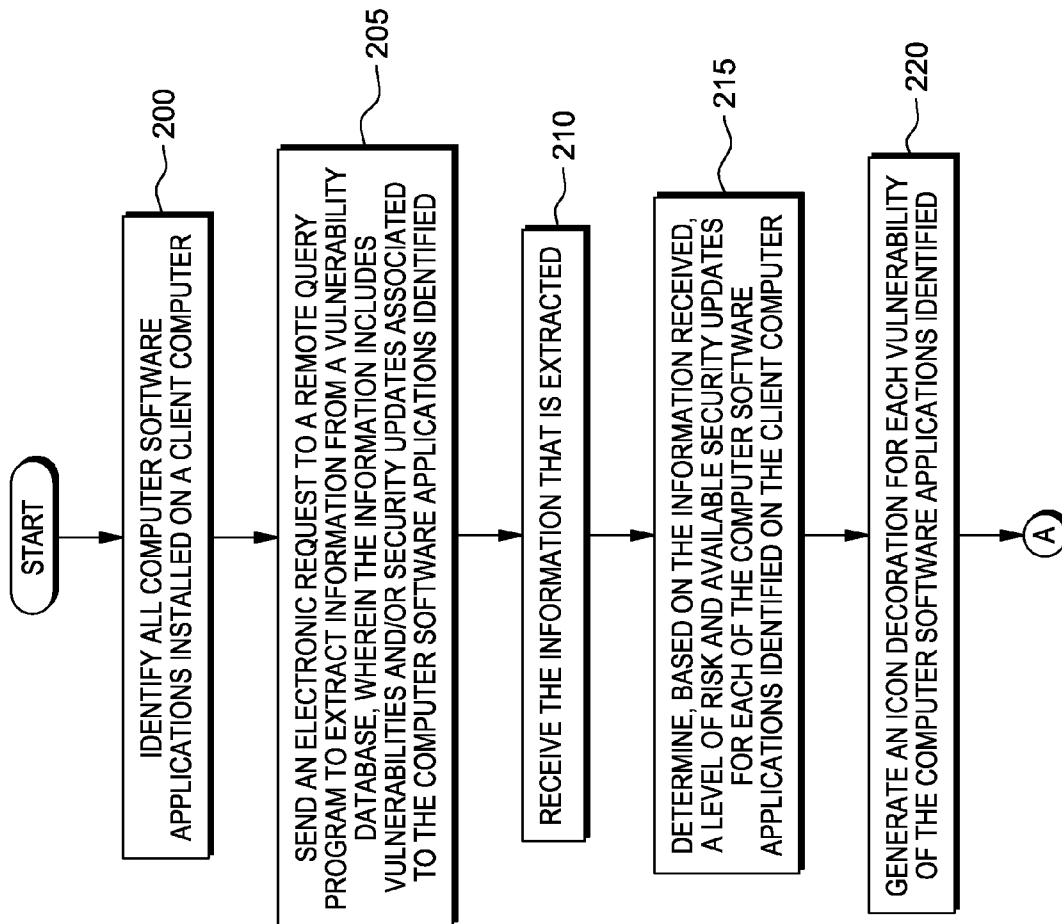 START
IDENTIFY ALL COMPUTER SOFTWARE
APPLICATIONS INSTALLED ON A CLIENT COMPUTER
200
SEND AN ELECTRONIC REQUEST TO A REMOTE QUERY
PROGRAM TO EXTRACT INFORMATION FROM A VULNERABILITY
DATABASE, WHEREIN THE INFORMATION INCLUDES
VULNERABILITIES AND/OR SECURITY UPDATES ASSOCIATED
TO THE COMPUTER SOFTWARE APPLICATIONS IDENTIFIED
205
RECEIVE THE INFORMATION THAT IS EXTRACTED
210
DETERMINE, BASED ON THE INFORMATION RECEIVED,
A LEVEL OF RISK AND AVAILABLE SECURITY UPDATES
FOR EACH OF THE COMPUTER SOFTWARE
APPLICATIONS IDENTIFIED ON THE CLIENT COMPUTER
215
GENERATE AN ICON DECORATION FOR EACH VULNERABILITY
OF THE COMPUTER SOFTWARE APPLICATIONS IDENTIFIED
220
A